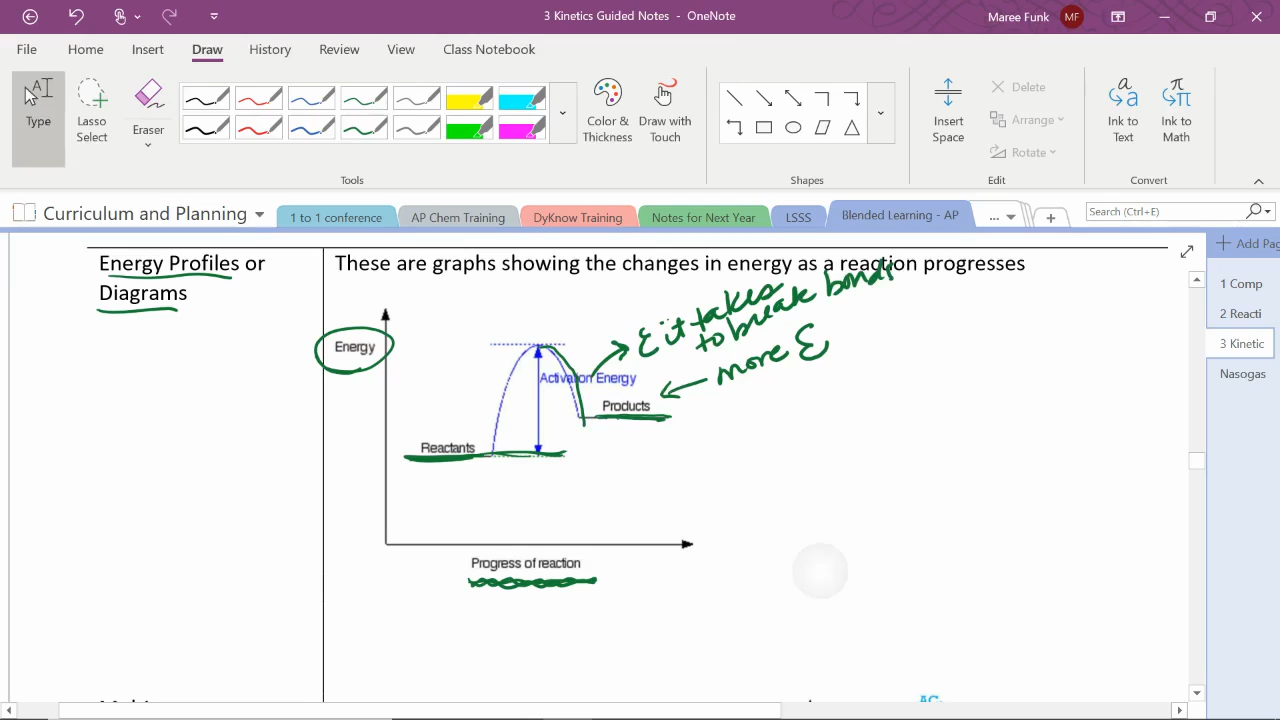 3 Kinetics Guided Notes - OneNote
Maree Funk MF
File Home Insert Draw History Review View Class Notebook
Type
Lasso
Select
Eraser
Color &
Thickness
Draw with
Touch
Insert
Space
Delete
Arrange
Rotate
Ink to
Text
Ink to
Math
Tools Shapes Edit Convert
Curriculum and Planning
1 to 1 conference AP Chem Training DyKnow Training Notes for Next Year LSSS Blended Learning - AP ...
Search (Ctrl+E)
Add Pag
1 Comp
2 Reacti
3 Kinetic
Nasogas
Energy Profiles or
Diagrams
These are graphs showing the changes in energy as a reaction progresses
Energy
Activation Energy
Products
Reactants
Progress of reaction
E it takes
to break bonds
more E